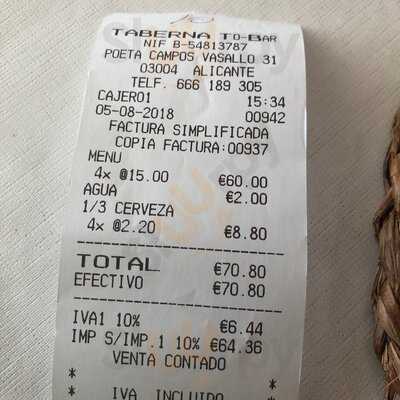 TABERNA To-BAR
NIF B-54813787
POETA CAMPOS VASALLO 31
03004 ALICANTE
TELF. 666 189 305
CAJERO1 15:34
05-08-2018 00942
FACTURA SIMPLIFICADA
COPIA FACTURA:00937
MENU
4x @15.00 €60.00
AGUA €2.00
1/3 CERVEZA
4x @2.20 €8.80
TOTAL €70.80
EFECTIVO €70.80
IVA1 10% €6.44
IMP S/IMP.1 10% €64.36
VENTA CONTADO
* *
* IVA INCLUIDO *